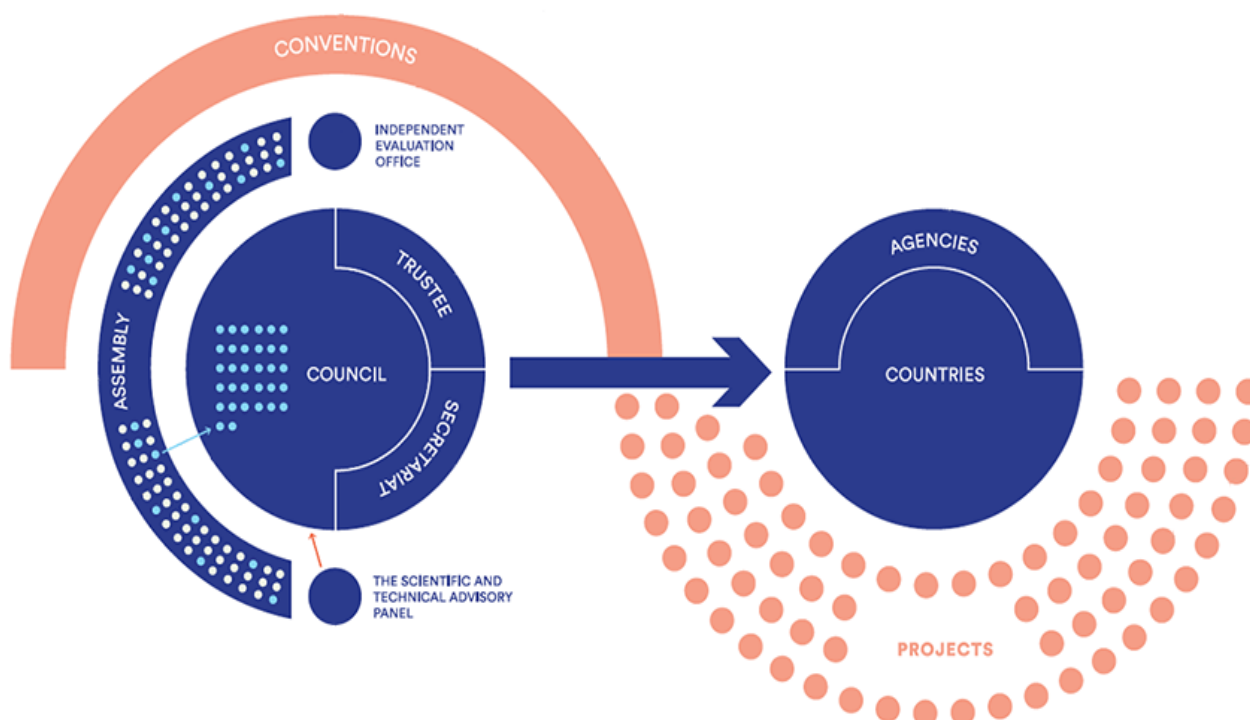 CONVENTIONS
INDEPENDENT
EVALUATION
OFFICE
ASSEMBLY
TRUSTEE
COUNCIL
SECRETARIAT
THE SCIENTIFIC AND
TECHNICAL ADVISORY
PANEL
AGENCIES
COUNTRIES
PROJECTS